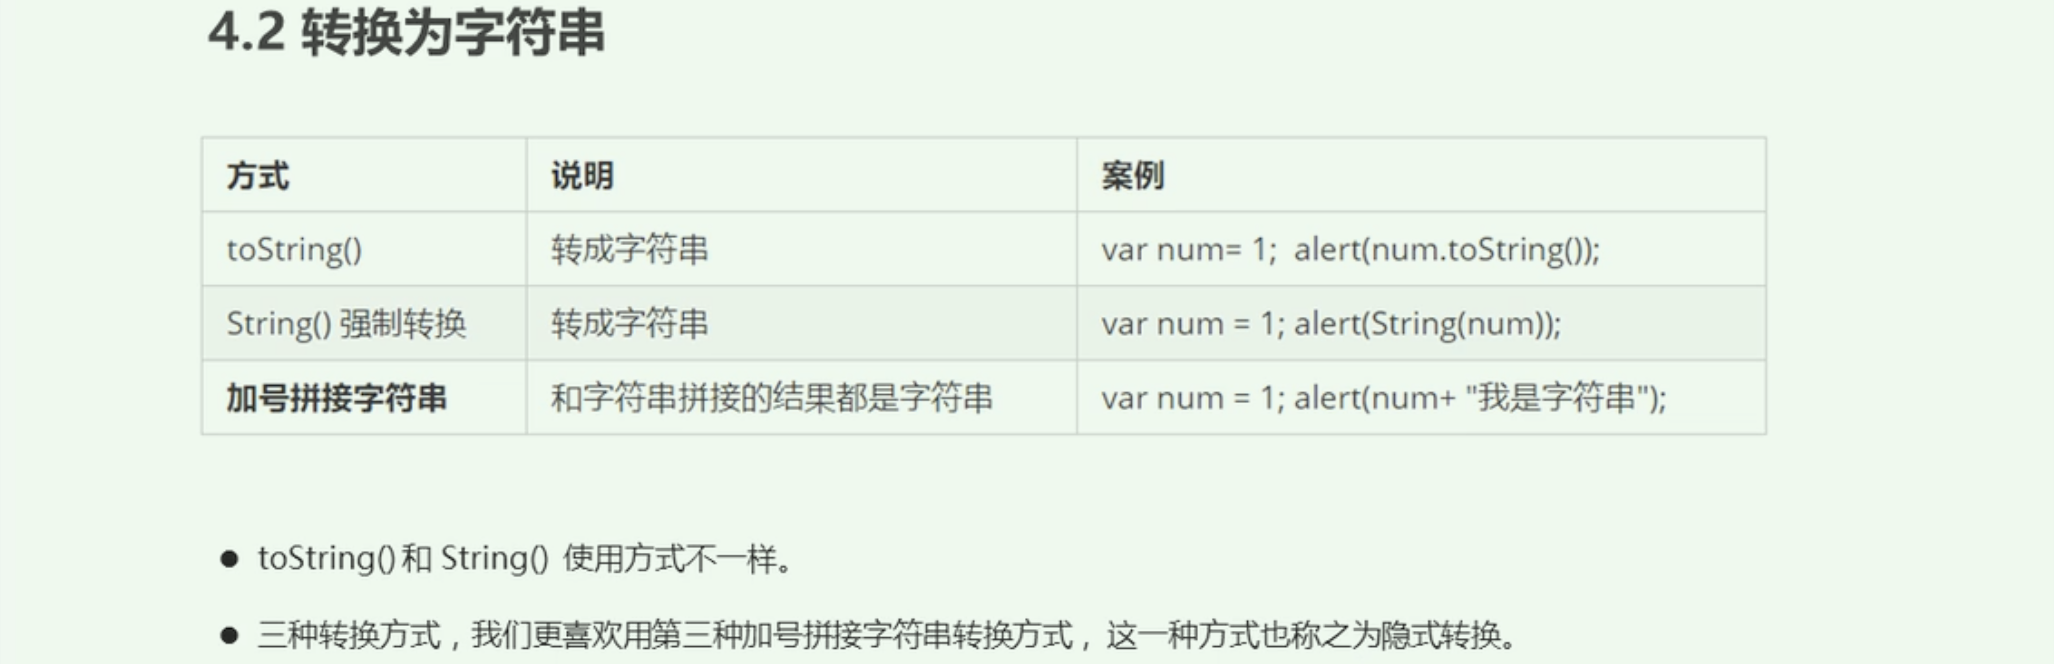 4.2 转换为字符串
方式 说明 案例
toString() 转成字符串 var num= 1;  alert(num.toString());
String() 强制转换 转成字符串 var num = 1; alert(String(num));
加号拼接字符串 和字符串拼接的结果都是字符串 var num = 1; alert(num+ "我是字符串");
● toString()和 String() 使用方式不一样。
● 三种转换方式，我们更喜欢用第三种加号拼接字符串转换方式， 这一种方式也称之为隐式转换。